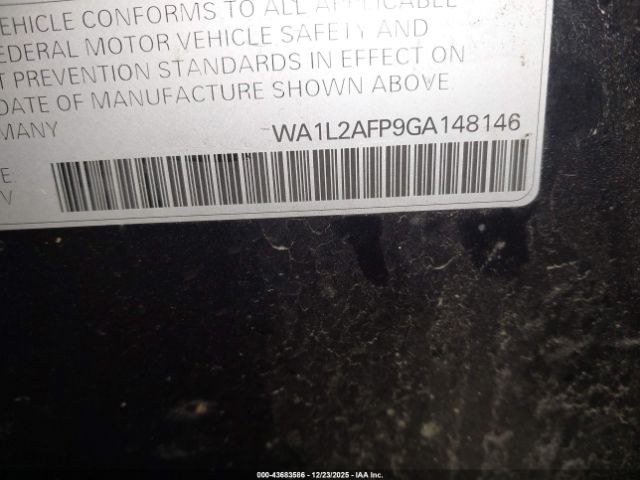 VEHICLE CONFORMS TO ALL APPLICABLE
FEDERAL MOTOR VEHICLE SAFETY AND
PREVENTION STANDARDS IN EFFECT ON
DATE OF MANUFACTURE SHOWN ABOVE
MANY
WA1L2AFP9GA148146
E
V
000-43683586 - 12/23/2025 - IAA Inc.